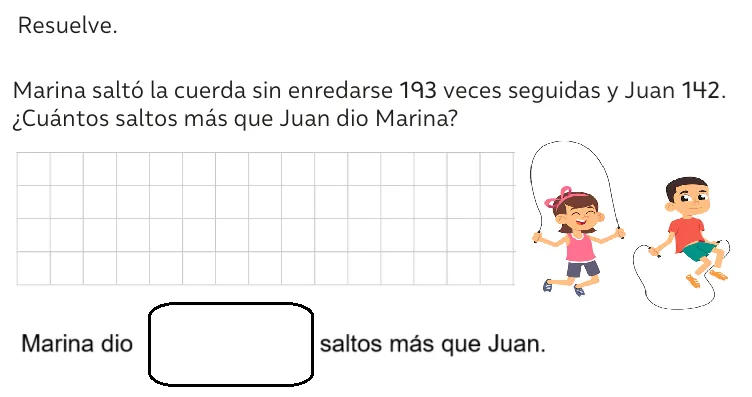 Resuelve.
Marina saltó la cuerda sin enredarse 193 veces seguidas y Juan 142.
¿Cuántos saltos más que Juan dio Marina?
Marina dio saltos más que Juan.